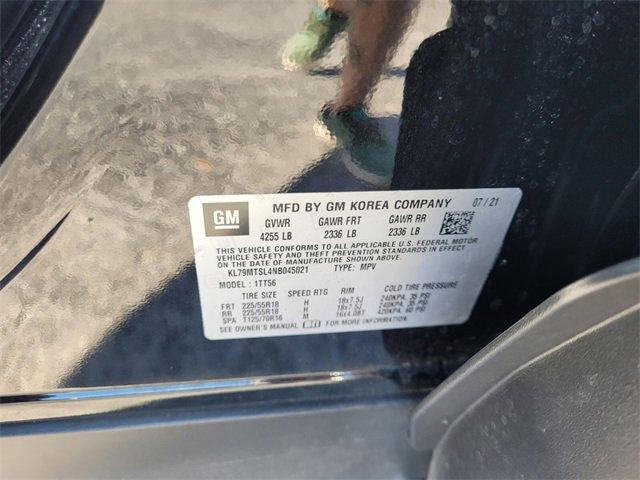 GM
MFD BY GM KOREA COMPANY 07/21
GVWR GAWR FRT GAWR RR
4255 LB 2336 LB 2336 LB
THIS VEHICLE CONFORMS TO ALL APPLICABLE U.S. FEDERAL MOTOR
VEHICLE SAFETY AND THEFT PREVENTION STANDARDS IN EFFECT
ON THE DATE OF MANUFACTURE SHOWN ABOVE.
KL79MTSL4NB045021 TYPE: MPV
MODEL: 1TT56
TIRE SIZE SPEED RTG RIM COLD TIRE PRESSURE
FRT 225/55R18 H 18x7.5J 240KPA, 35 PSI
RR 225/55R18 H 18x7.5J 240KPA, 35 PSI
SPA T125/70R16 M 16x4.0BT 420KPA, 60 PSI
SEE OWNER'S MANUAL FOR MORE INFORMATION.